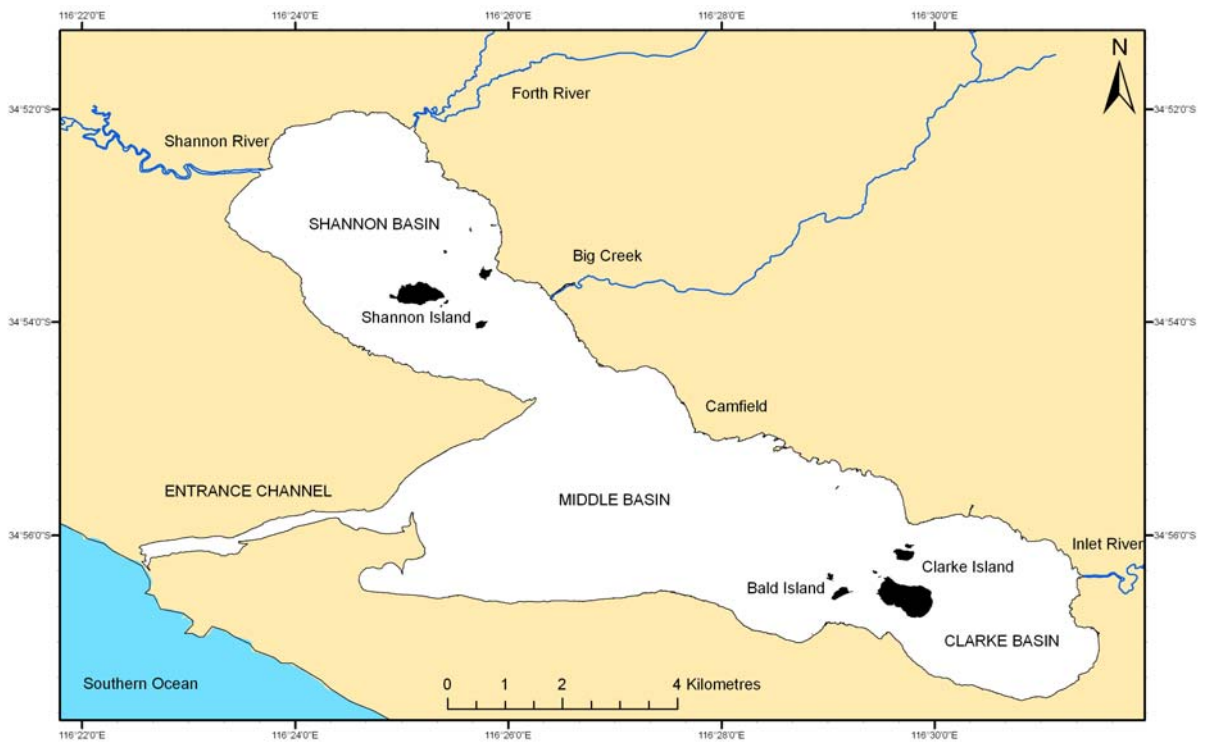 116°22'0"E 116°24'0"E 116°26'0"E 116°28'0"E 116°30'0"E
N
Forth River
34°52'0"S 34°52'0"S
Shannon River
SHANNON BASIN
Big Creek
Shannon Island
34°54'0"S 34°54'0"S
Camfield
ENTRANCE CHANNEL
MIDDLE BASIN
34°56'0"S 34°56'0"S
Inlet River
Clarke Island
Bald Island
CLARKE BASIN
Southern Ocean
0 1 2 4 Kilometres
116°22'0"E 116°24'0"E 116°26'0"E 116°28'0"E 116°30'0"E